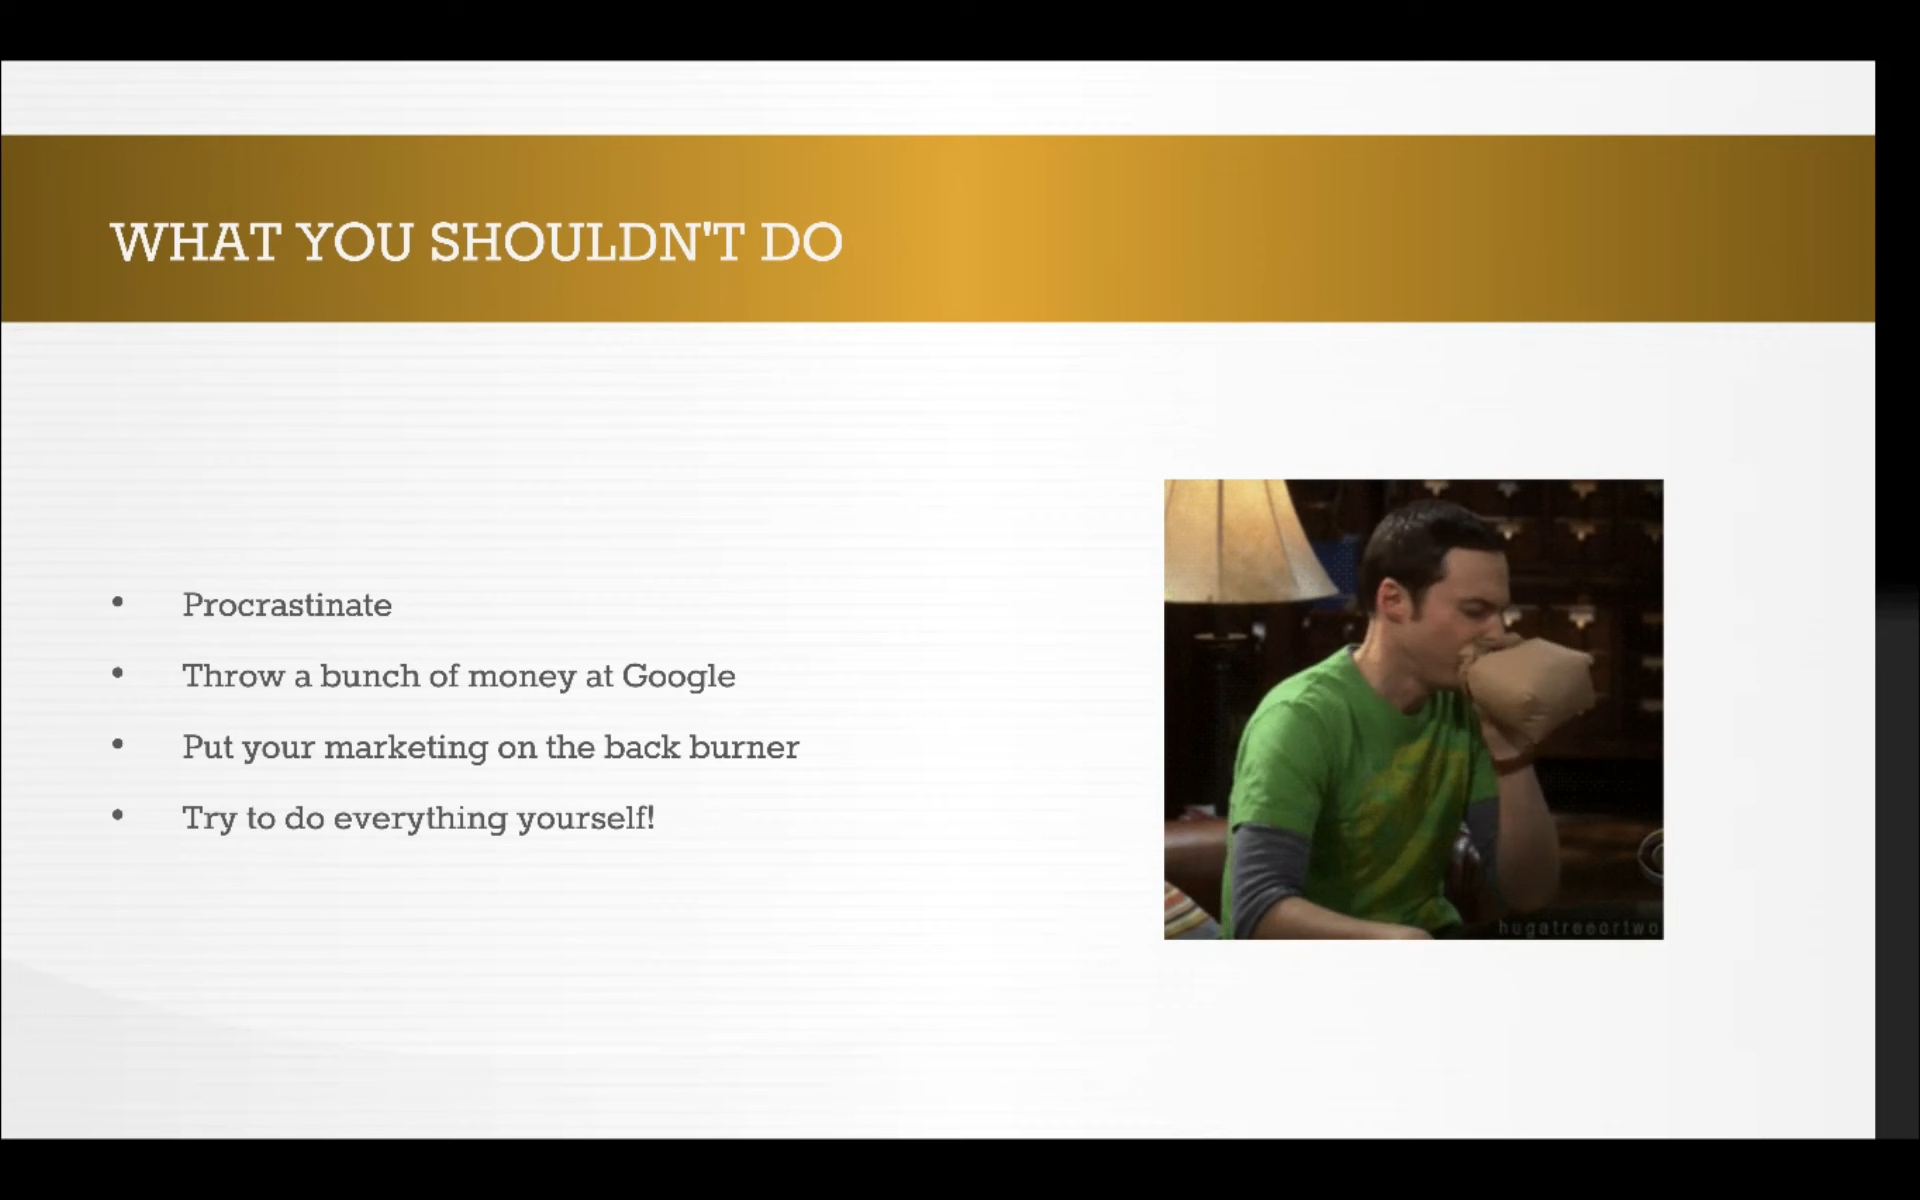 WHAT YOU SHOULDN'T DO
• Procrastinate
• Throw a bunch of money at Google
• Put your marketing on the back burner
• Try to do everything yourself!
hugatreeortwo